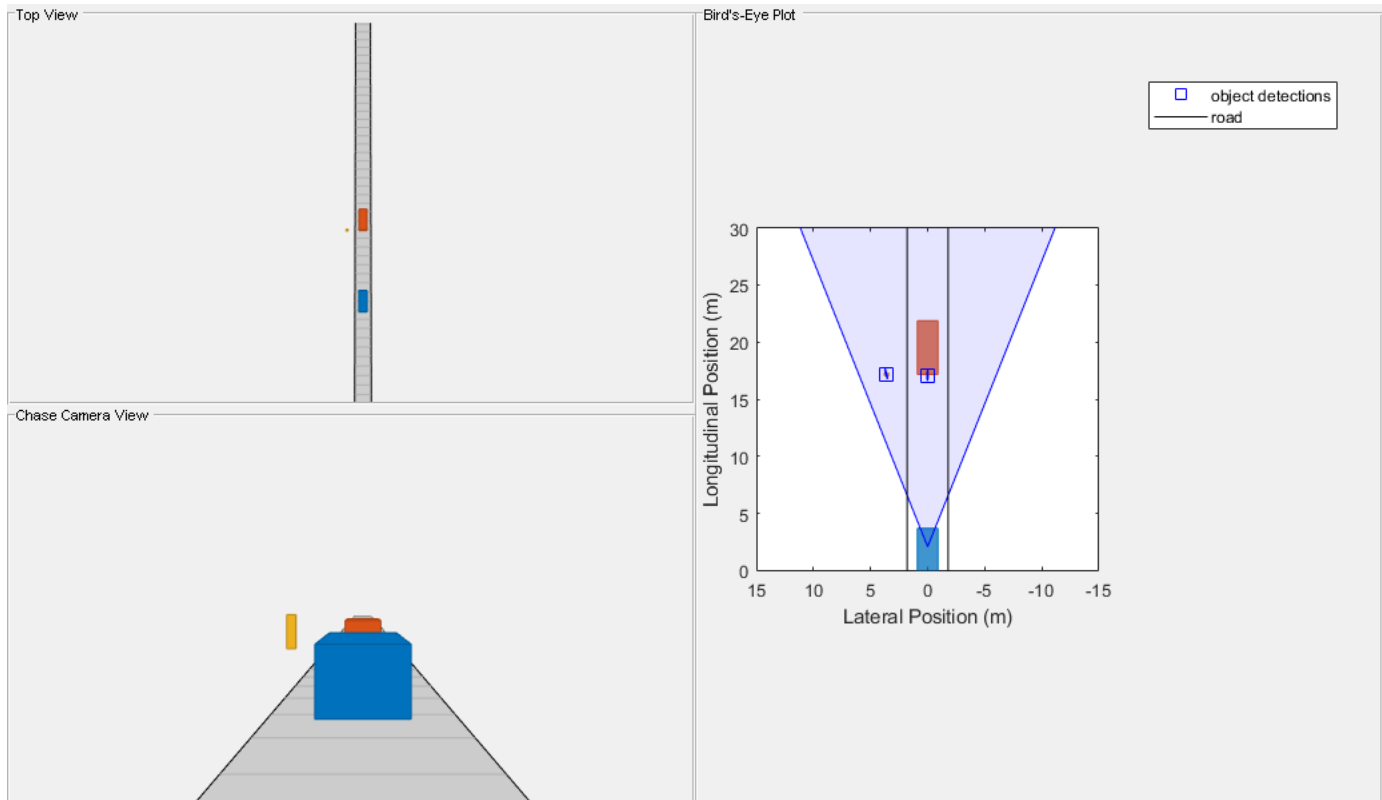 Top View
Chase Camera View
Bird's-Eye Plot
object detections
road
Longitudinal Position (m)
30
25
20
15
10
5
0
15 10 5 0 -5 -10 -15
Lateral Position (m)